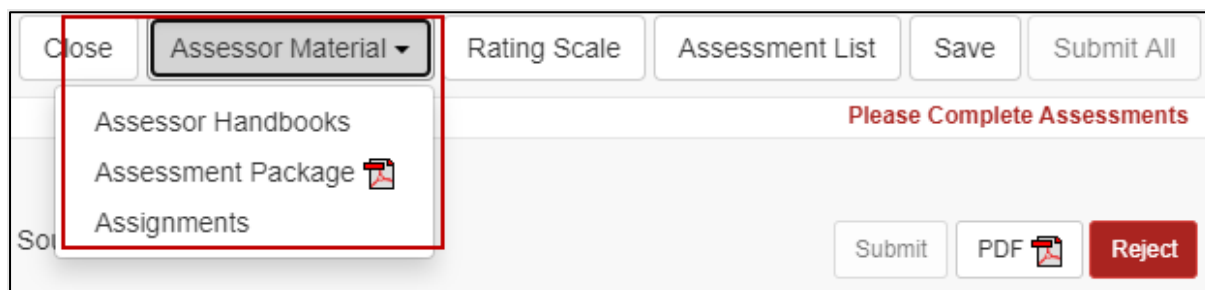 Close Assessor Material Rating Scale Assessment List Save Submit All
Assessor Handbooks
Please Complete Assessments
Assessment Package
Assignments
Submit PDF Reject